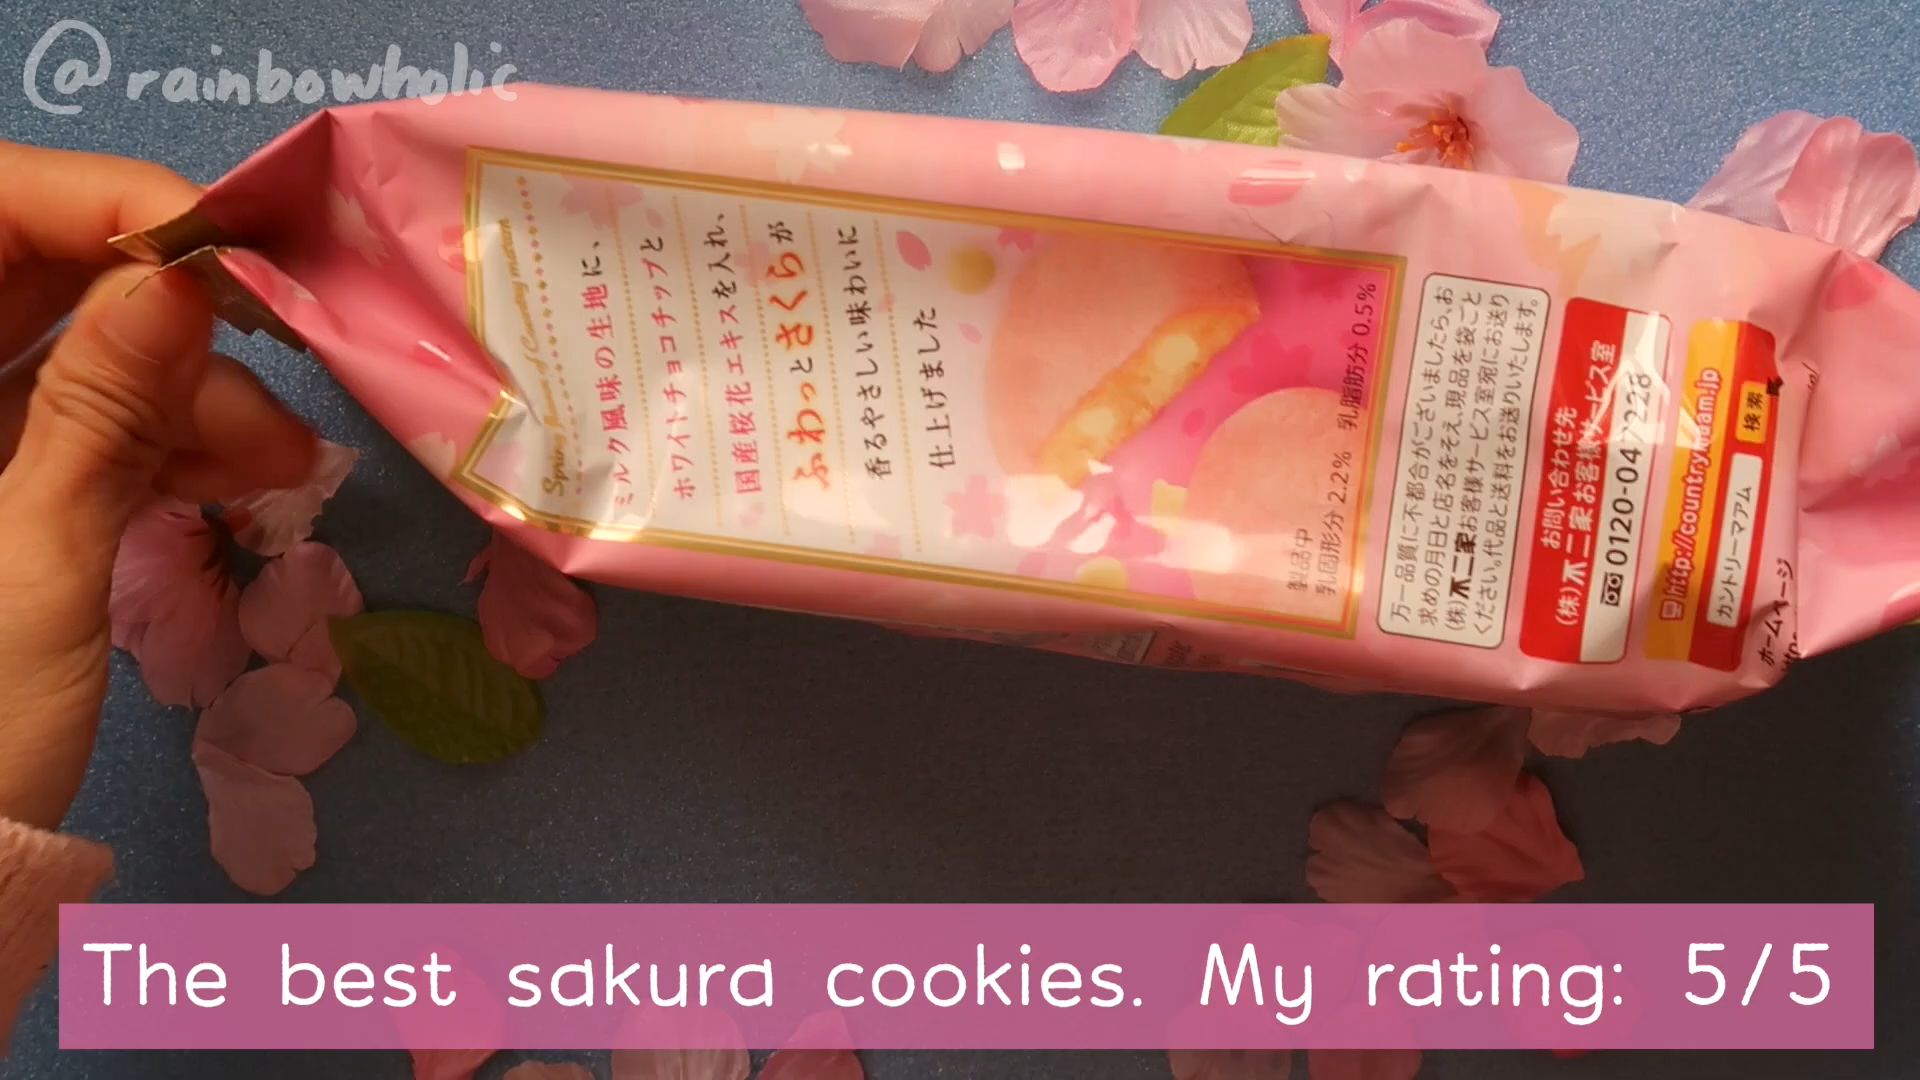 @rainbowholic
Spring Flavour of Country ma'am
ミルク風味の生地に、
ホワイトチョコチップと
国産桜花エキスを入れ、
ふわっとさくらが
香るやさしい味わいに
仕上げました
製品中
乳固形分2.2% 乳脂肪分0.5%
万一品質に不都合がございましたら、お
求めの月日と店名をそえ、現品を袋ごと
(株)不二家お客様サービス室宛にお送り
ください。代品と送料をお送りいたします。
お問い合わせ先
(株)不二家お客様サービス室
0120-047228
http://countrymaam.jp
カントリーマアム 検索
ホームページ
The best sakura cookies. My rating: 5/5